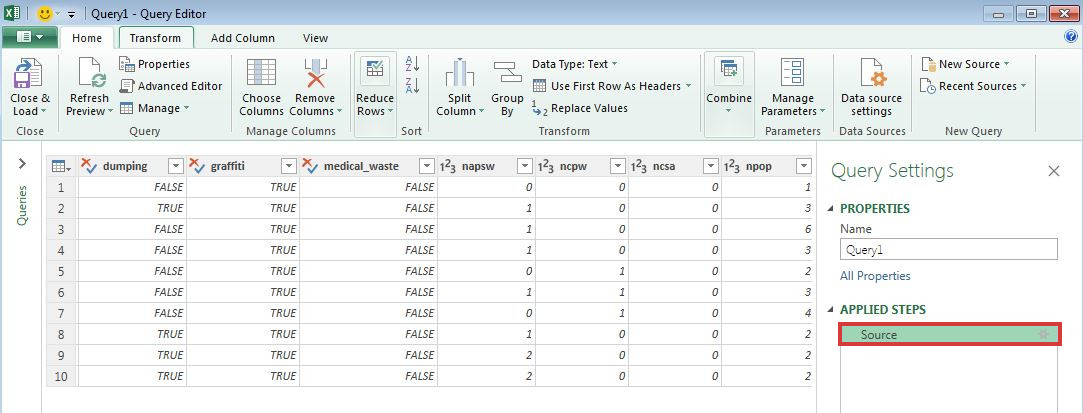 Query1 - Query Editor
Home Transform Add Column View
Close & Load
Close
Refresh Preview
Properties
Advanced Editor
Manage
Query
Choose Columns
Remove Columns
Manage Columns
Reduce Rows
A
Z
Z
A
Sort
Split Column
Group By
Data Type: Text
Use First Row As Headers
1
2
Replace Values
Transform
Combine
Manage Parameters
Parameters
Data source settings
Data Sources
New Source
Recent Sources
New Query
Queries
dumping graffiti medical_waste 123 napsw 123 ncpw 123 ncsa 123 npop
1 FALSE TRUE FALSE 0 0 0 1
2 TRUE TRUE FALSE 1 0 0 3
3 FALSE TRUE FALSE 1 0 0 6
4 FALSE TRUE FALSE 1 0 0 3
5 FALSE TRUE FALSE 0 1 0 2
6 FALSE TRUE FALSE 1 1 0 3
7 FALSE TRUE FALSE 0 1 0 4
8 TRUE TRUE FALSE 1 0 0 2
9 TRUE TRUE FALSE 2 0 0 2
10 TRUE TRUE FALSE 2 0 0 2
Query Settings
PROPERTIES
Name
Query1
All Properties
APPLIED STEPS
Source